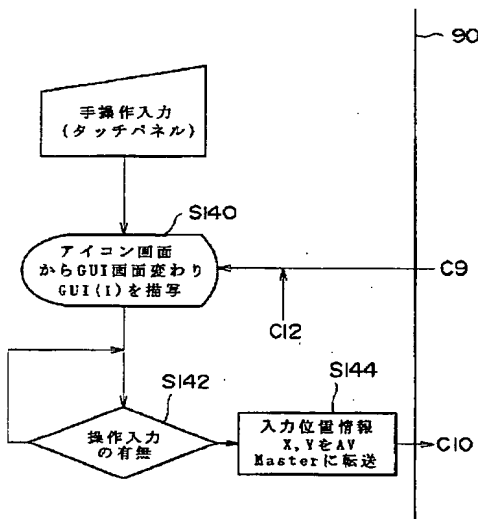 90
手操作入力
(タッチパネル)
S140
アイコン画面
からGUI画面変わり
GUI(1)を描写
C9
C12
S142
S144
操作入力
の有無
入力位置情報
X,YをAV
Masterに転送
C10